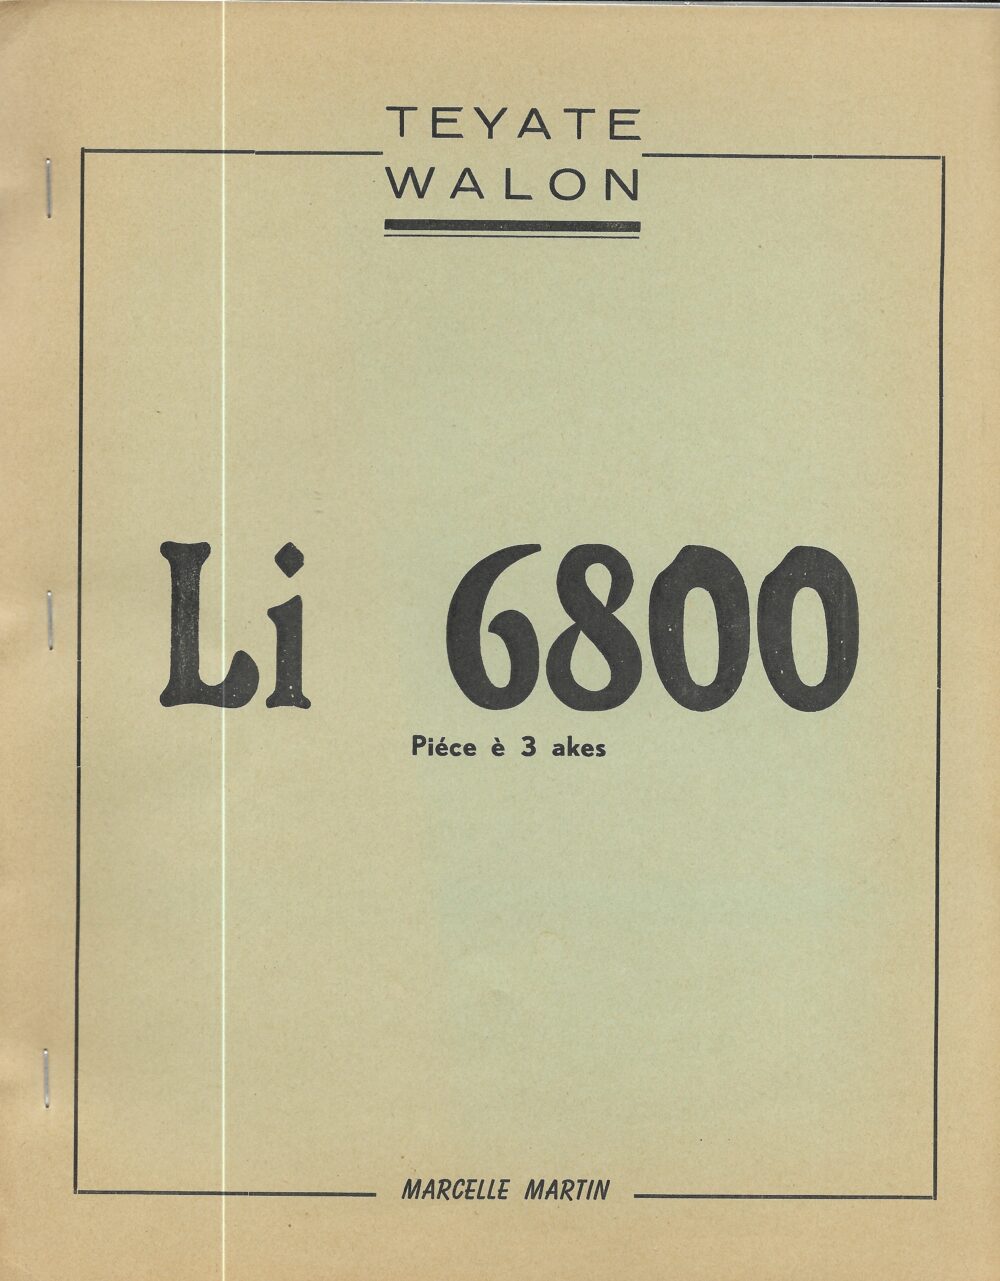 TEYATE
WALON
Li 6800
Piéce è 3 akes
MARCELLE MARTIN